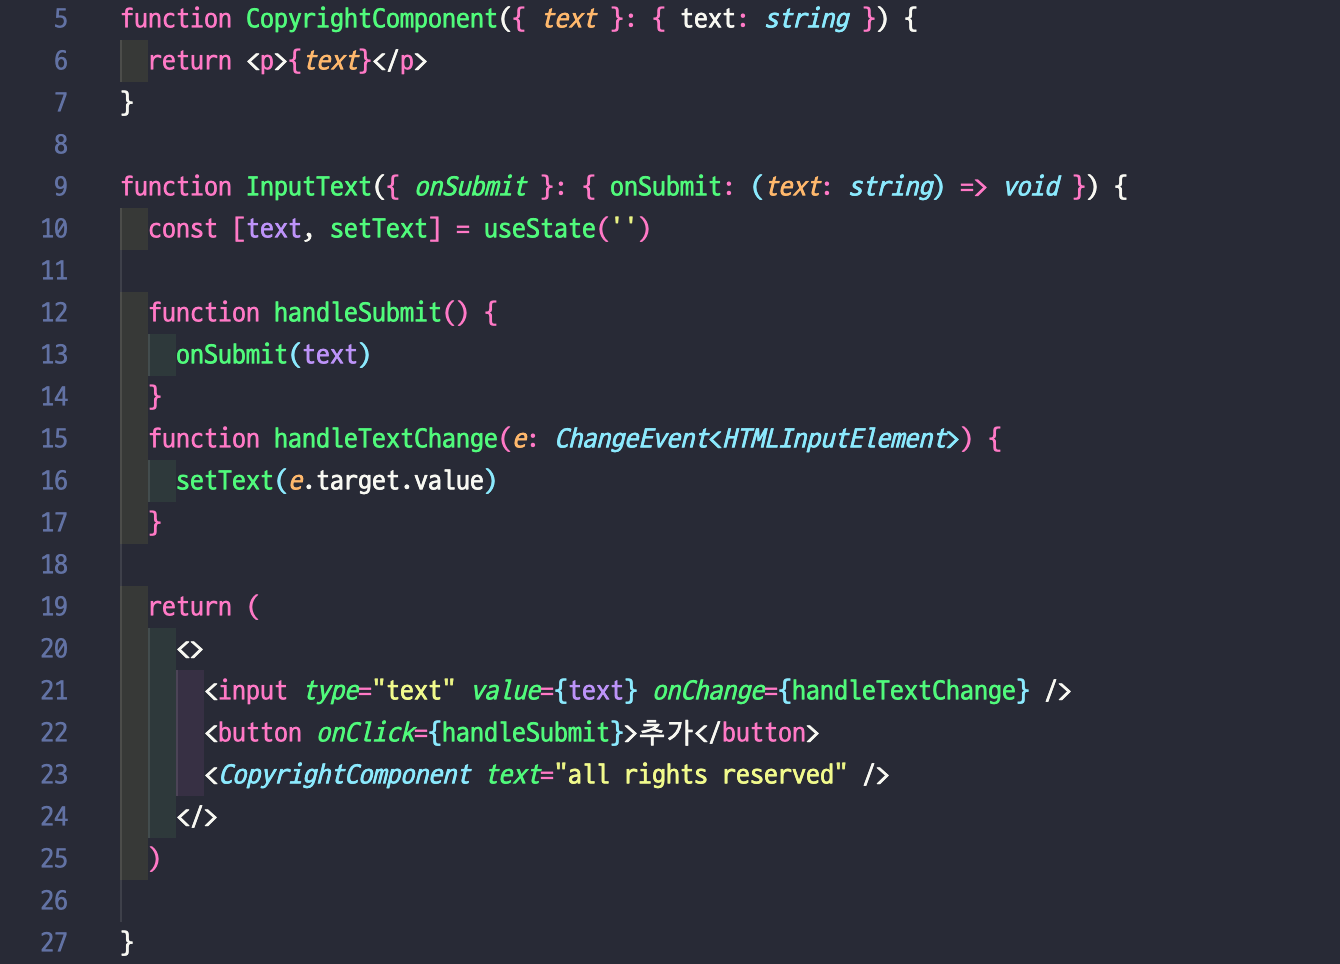 5 function CopyrightComponent({ text }: { text: string }) {
6 return <p>{text}</p>
7 }
8
9 function InputText({ onSubmit }: { onSubmit: (text: string) => void }) {
10 const [text, setText] = useState('')
11
12 function handleSubmit() {
13 onSubmit(text)
14 }
15 function handleTextChange(e: ChangeEvent<HTMLInputElement>) {
16 setText(e.target.value)
17 }
18
19 return (
20 <>
21 <input type="text" value={text} onChange={handleTextChange} />
22 <button onClick={handleSubmit}>추가</button>
23 <CopyrightComponent text="all rights reserved" />
24 </>
25 )
26
27 }